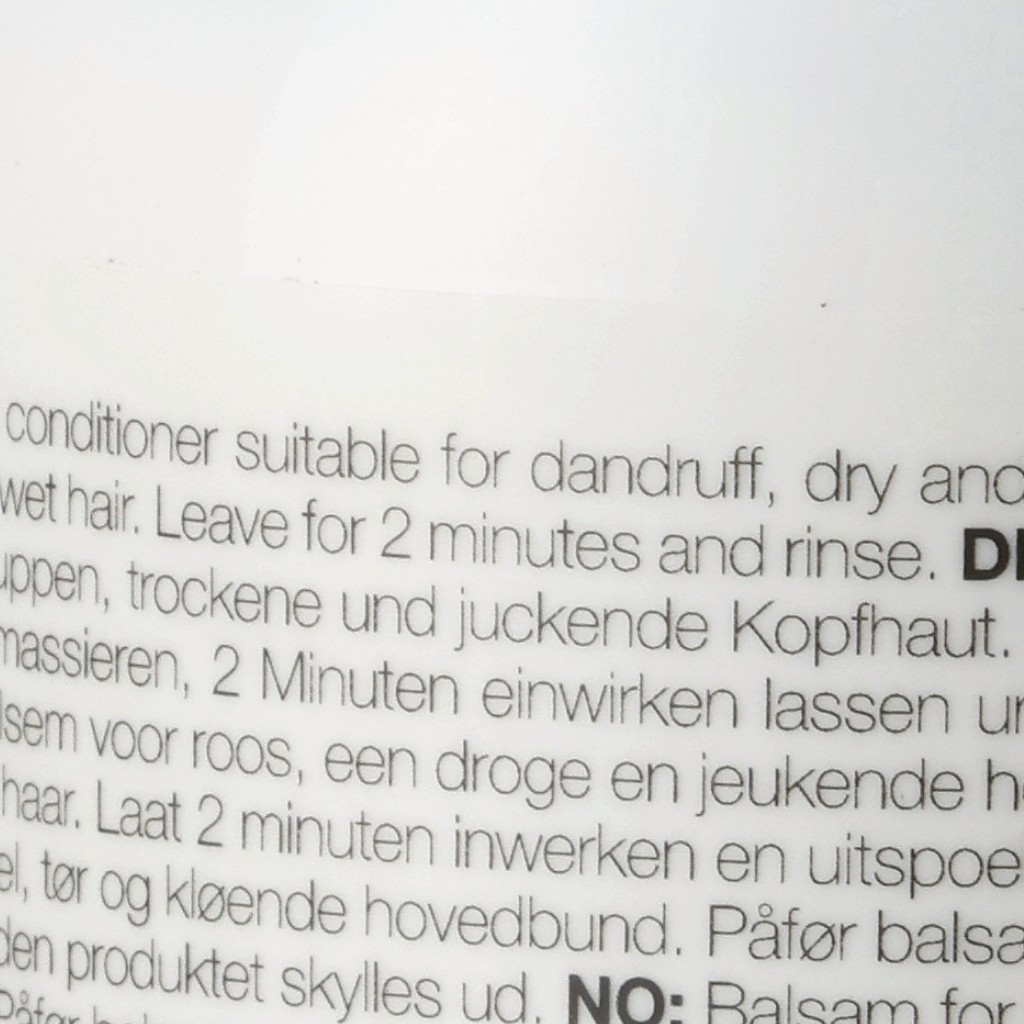 conditioner suitable for dandruff, dry and
wet hair. Leave for 2 minutes and rinse.
trockene und juckende Kopfhaut.
massieren, 2 Minuten einwirken lassen
voor roos, een droge en jeukende
haar. Laat 2 minuten inwerken en
tør og kløende hovedbund. Påfør
produktet skylles ud. NO: Balsam for